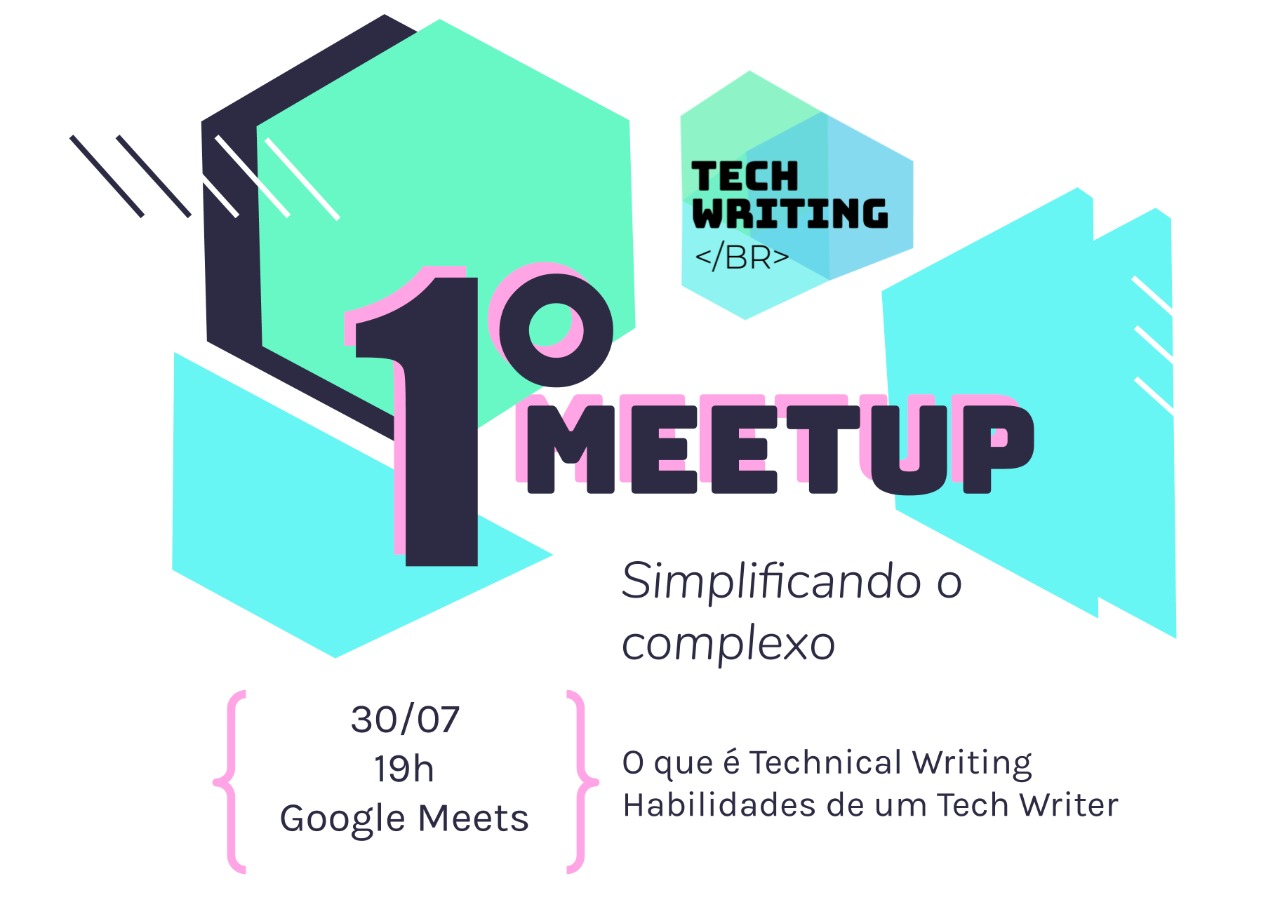 TECH
WRITING
</BR>
1º
MEETUP
Simplificando o
complexo
30/07
19h
Google Meets
O que é Technical Writing
Habilidades de um Tech Writer